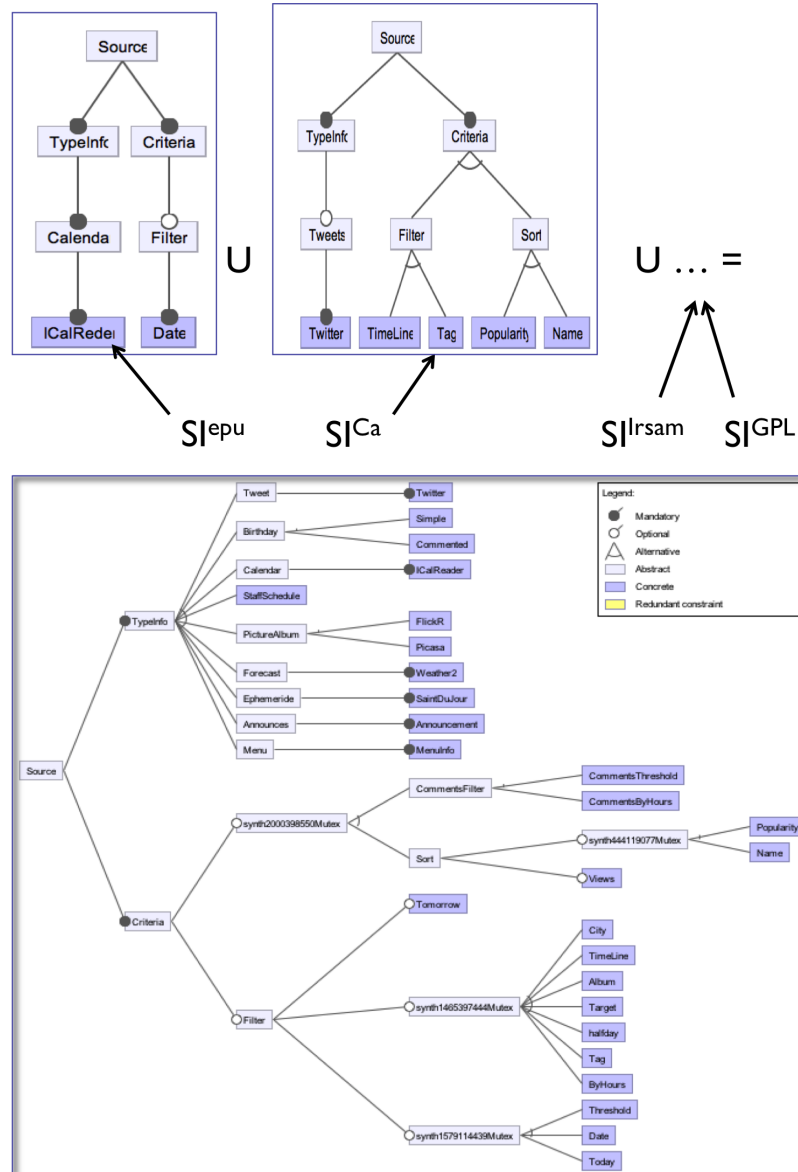 Source
TypeInfo Criteria
Calenda Filter
ICalReder Date
U
Source
TypeInfo Criteria
Tweets Filter Sort
Twitter TimeLine Tag Popularity Name
U ... =
SIepu SICa SIIrsam SIGPL
Source
TypeInfo
Tweet
Twitter
Birthday
Simple
Commented
Calendar
ICalReader
StaffSchedule
PictureAlbum
FlickR
Picasa
Forecast
Weather2
Ephemeride
SaintDuJour
Announces
Announcement
Menu
MenuInfo
Criteria
synth2000398550Mutex
CommentsFilter
CommentsThreshold
CommentsByHours
Sort
synth444119077Mutex
Popularity
Name
Views
Filter
Tomorrow
synth1465397444Mutex
City
TimeLine
Album
Target
halfday
Tag
ByHours
synth1579114439Mutex
Threshold
Date
Today
Legend:
Mandatory
Optional
Alternative
Abstract
Concrete
Redundant constraint